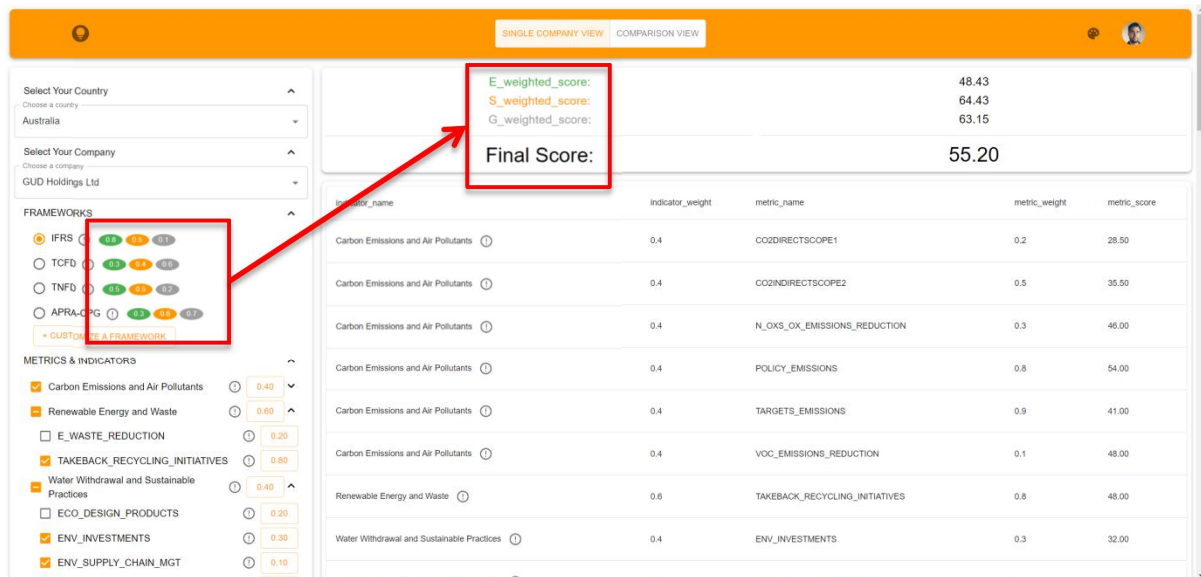 SINGLE COMPANY VIEW COMPARISON VIEW
Select Your Country
Choose a country
Australia
Select Your Company
Choose a company
GUD Holdings Ltd
FRAMEWORKS
IFRS 0.8 0.5 0.1
TCFD 0.3 0.4 0.6
TNFD 0.5 0.5 0.2
APRA-CPG 0.3 0.6 0.7
+ CUSTOMIZE A FRAMEWORK
METRICS & INDICATORS
Carbon Emissions and Air Pollutants 0.40
Renewable Energy and Waste 0.60
E_WASTE_REDUCTION 0.20
TAKEBACK_RECYCLING_INITIATIVES 0.80
Water Withdrawal and Sustainable
Practices 0.40
ECO_DESIGN_PRODUCTS 0.20
ENV_INVESTMENTS 0.30
ENV_SUPPLY_CHAIN_MGT 0.10
E_weighted_score: 48.43
S_weighted_score: 64.43
G_weighted_score: 63.15
Final Score: 55.20
indicator_name indicator_weight metric_name metric_weight metric_score
Carbon Emissions and Air Pollutants 0.4 CO2DIRECTSCOPE1 0.2 28.50
Carbon Emissions and Air Pollutants 0.4 CO2INDIRECTSCOPE2 0.5 35.50
Carbon Emissions and Air Pollutants 0.4 N_OXS_OX_EMISSIONS_REDUCTION 0.3 46.00
Carbon Emissions and Air Pollutants 0.4 POLICY_EMISSIONS 0.8 54.00
Carbon Emissions and Air Pollutants 0.4 TARGETS_EMISSIONS 0.9 41.00
Carbon Emissions and Air Pollutants 0.4 VOC_EMISSIONS_REDUCTION 0.1 48.00
Renewable Energy and Waste 0.6 TAKEBACK_RECYCLING_INITIATIVES 0.8 48.00
Water Withdrawal and Sustainable Practices 0.4 ENV_INVESTMENTS 0.3 32.00